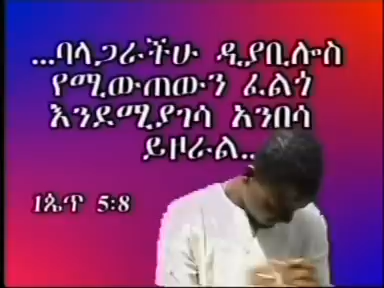 ...ባላጋራችሁ ዲያቢሎስ
የሚውጠውን ፈልጎ
እንደሚያገሳ አንበሳ
ይዞራል..
1ጴጥ 5:8